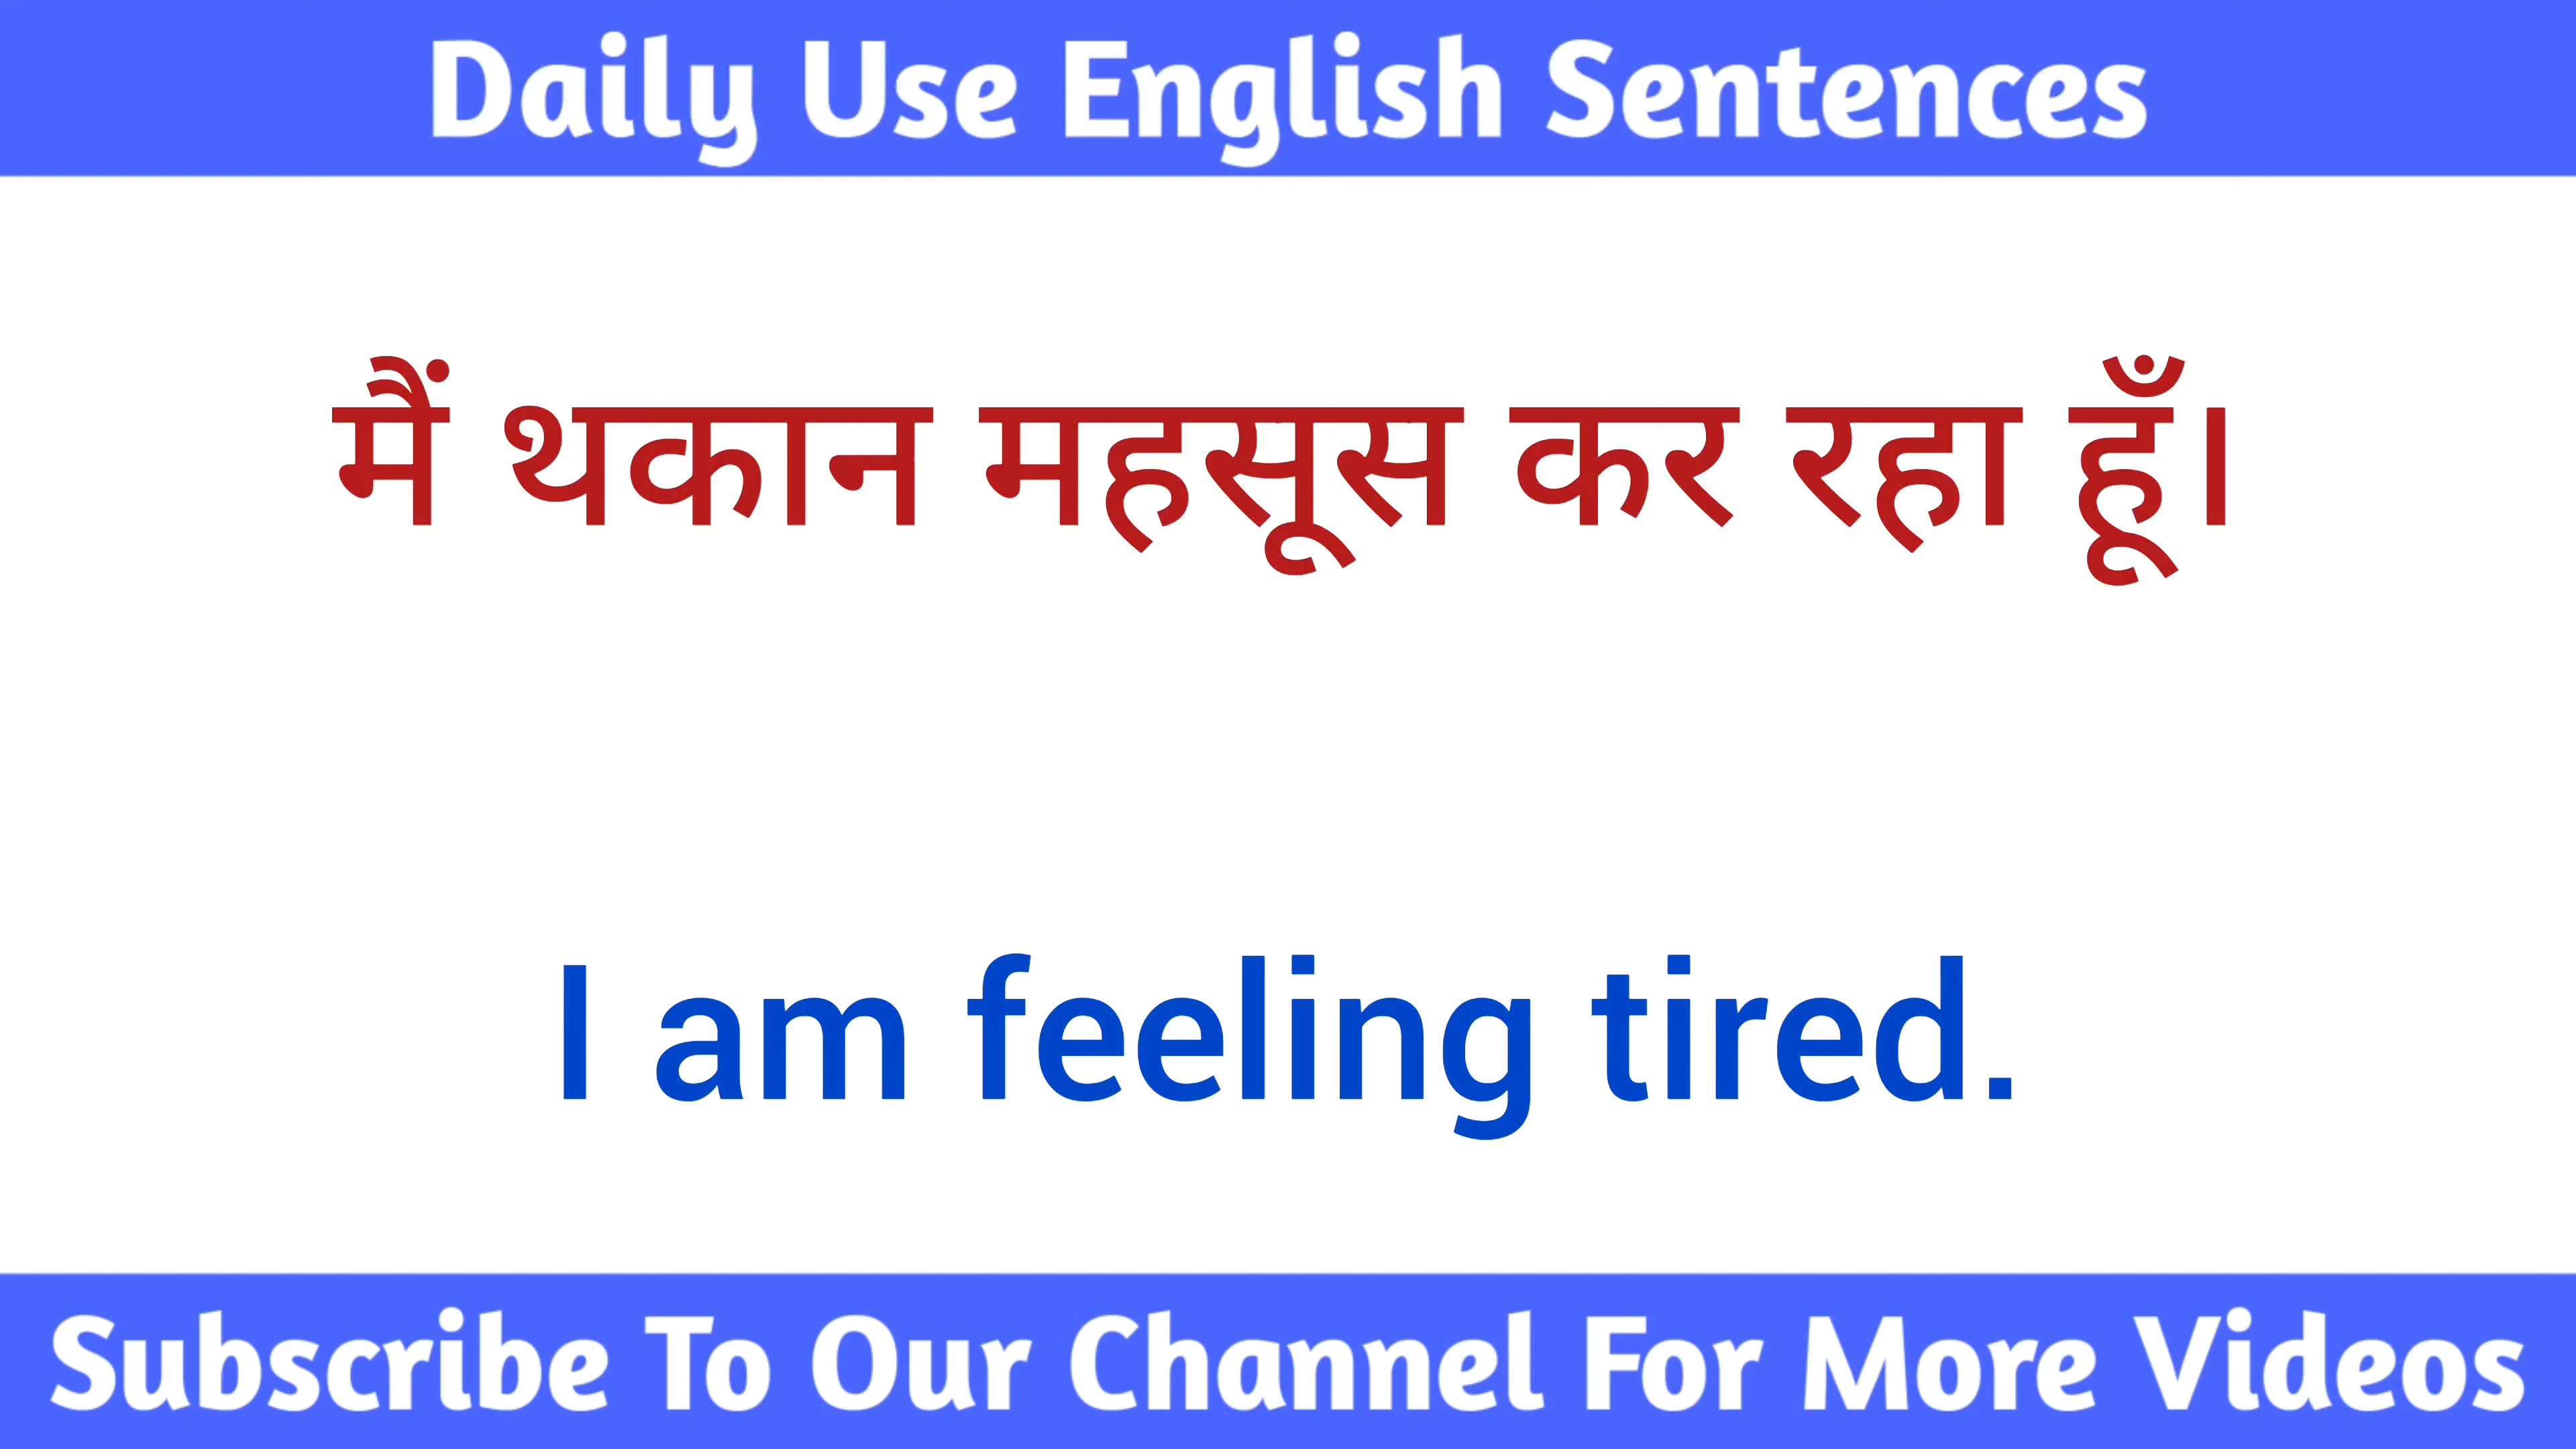 Daily Use English Sentences
मैं थकान महसूस कर रहा हूँ।
I am feeling tired.
Subscribe To Our Channel For More Videos